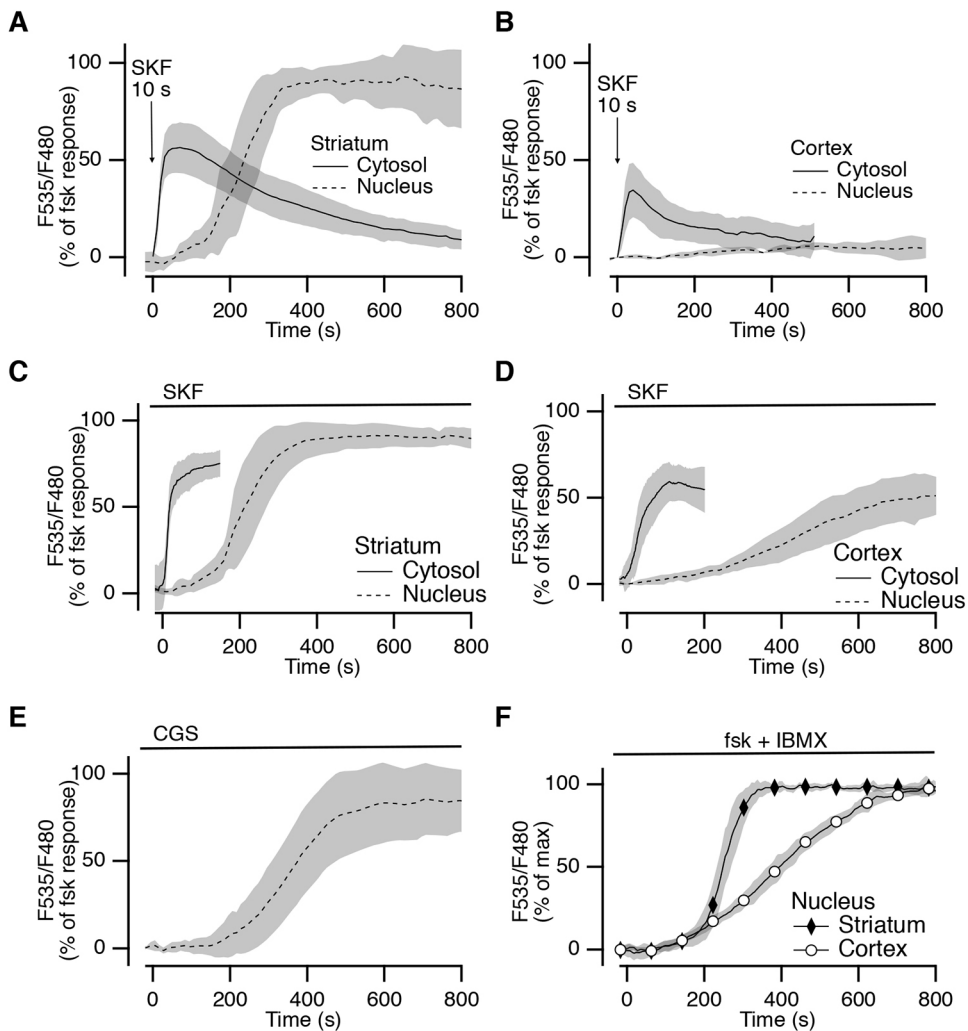 A
F535/F480
(% of fsk response)
100
50
0
SKF
10 s
Striatum
Cytosol
Nucleus
0 200 400 600 800
Time (s)
B
F535/F480
(% of fsk response)
100
50
0
SKF
10 s
Cortex
Cytosol
Nucleus
0 200 400 600 800
Time (s)
C
SKF
F535/F480
(% of fsk response)
100
50
0
Striatum
Cytosol
Nucleus
0 200 400 600 800
Time (s)
D
SKF
F535/F480
(% of fsk response)
100
50
0
Cortex
Cytosol
Nucleus
0 200 400 600 800
Time (s)
E
CGS
F535/F480
(% of fsk response)
100
50
0
0 200 400 600 800
Time (s)
F
fsk + IBMX
F535/F480
(% of max)
100
50
0
Nucleus
Striatum
Cortex
0 200 400 600 800
Time (s)